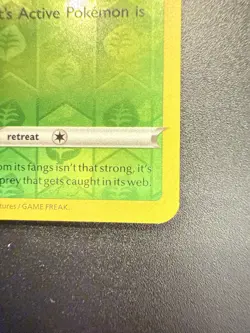 's Active Pokémon is
retreat
om its fangs isn't that strong, it's
prey that gets caught in its web.
tures / GAME FREAK.